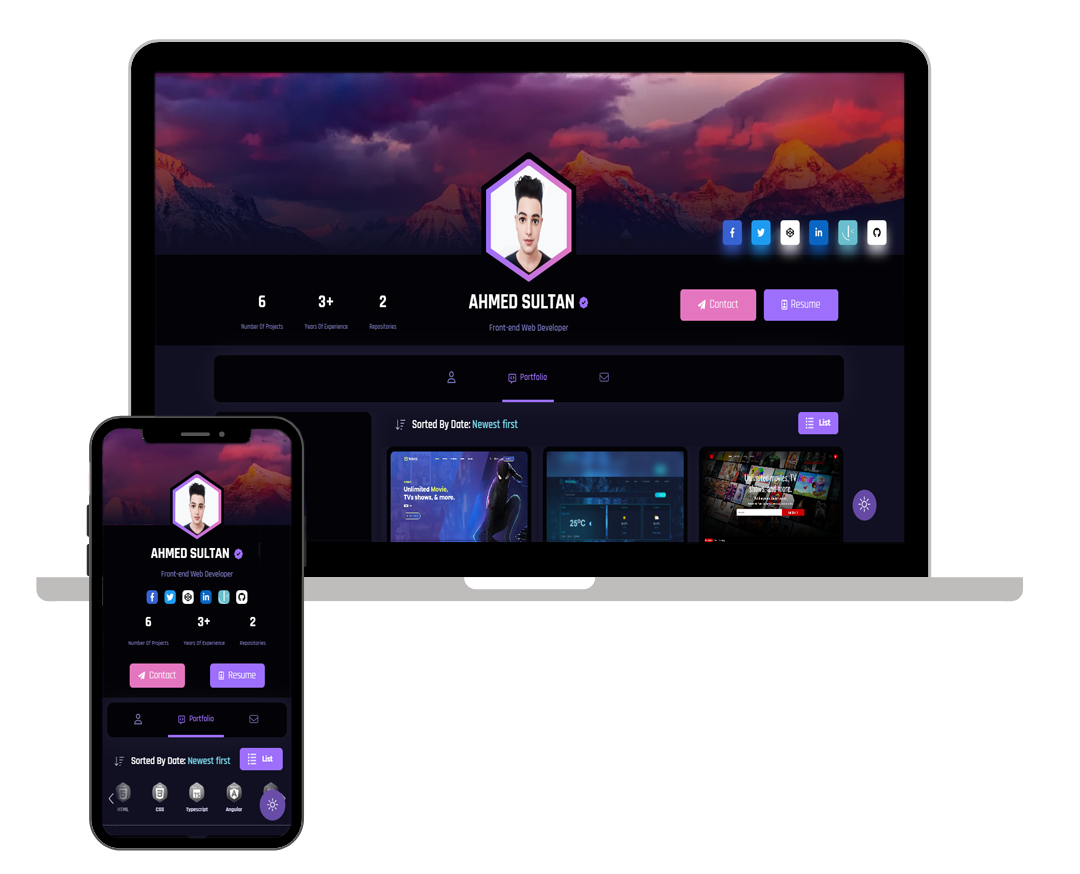 6
3+
2
Number Of Projects
Years Of Experience
Repositories
AHMED SULTAN
Front-end Web Developer
Contact
Resume
Portfolio
Sorted By Date: Newest first
List
Unlimited Movie,
TVs shows, & more.
25°C
Unlimited movies, TV
shows, and more.
AHMED SULTAN
Front-end Web Developer
6
3+
2
Number Of Projects
Years Of Experience
Repositories
Contact
Resume
Portfolio
Sorted By Date: Newest first
List
HTML
CSS
Typescript
Angular